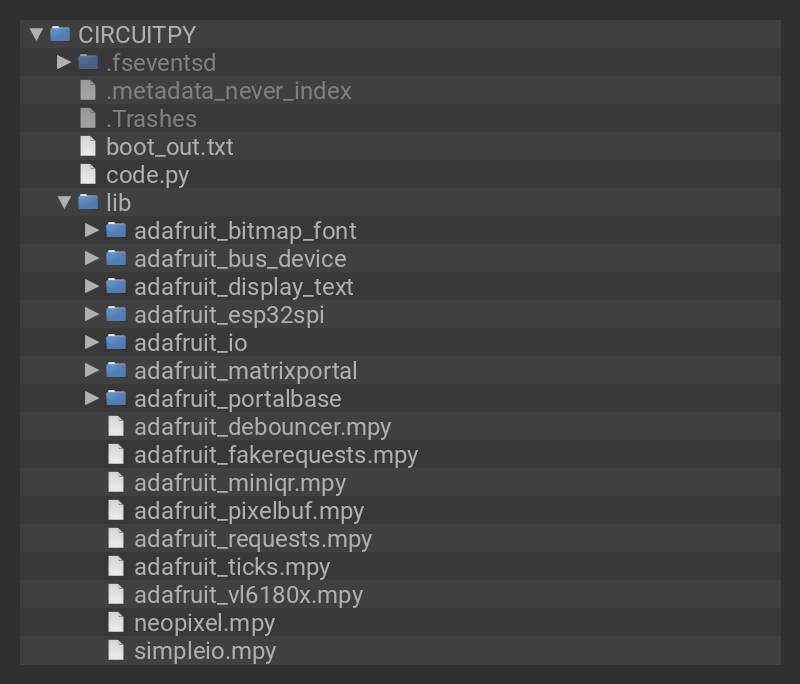 CIRCUITPY
.fseventsd
.metadata_never_index
.Trashes
boot_out.txt
code.py
lib
adafruit_bitmap_font
adafruit_bus_device
adafruit_display_text
adafruit_esp32spi
adafruit_io
adafruit_matrixportal
adafruit_portalbase
adafruit_debouncer.mpy
adafruit_fakerequests.mpy
adafruit_miniqr.mpy
adafruit_pixelbuf.mpy
adafruit_requests.mpy
adafruit_ticks.mpy
adafruit_vl6180x.mpy
neopixel.mpy
simpleio.mpy